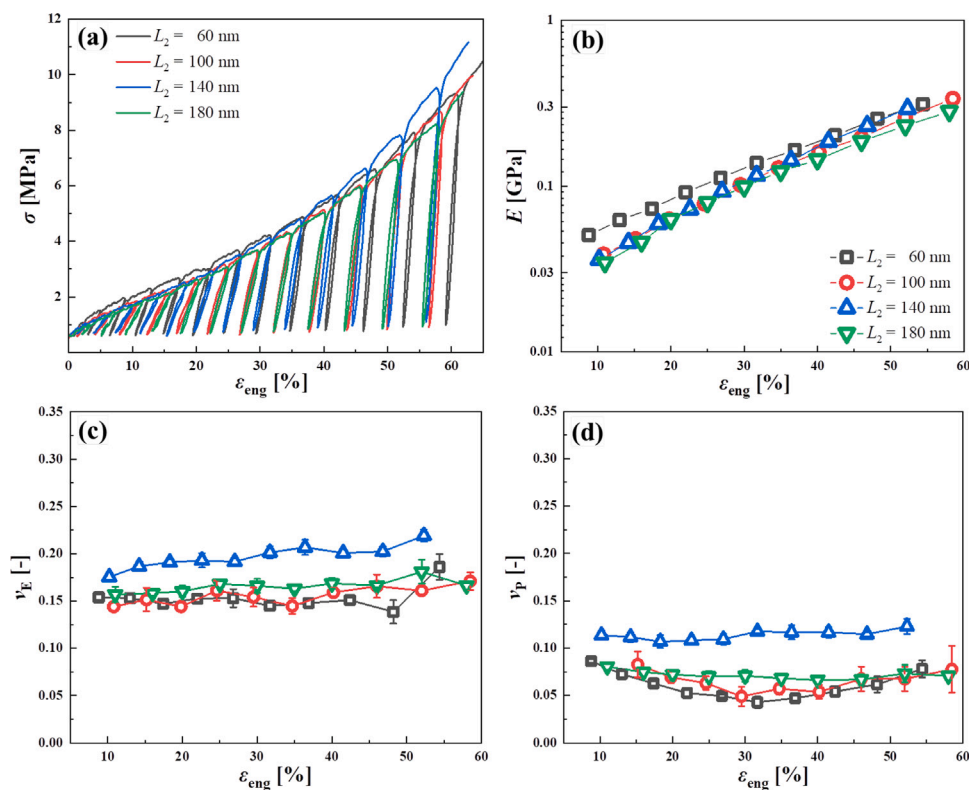 (a)
L2 = 60 nm
L2 = 100 nm
L2 = 140 nm
L2 = 180 nm
12
10
8
6
4
2
σ [MPa]
0 10 20 30 40 50 60
εeng [%]
(b)
1
0.3
0.1
0.03
0.01
E [GPa]
L2 = 60 nm
L2 = 100 nm
L2 = 140 nm
L2 = 180 nm
10 20 30 40 50 60
εeng [%]
(c)
0.35
0.30
0.25
0.20
0.15
0.10
0.05
0.00
νE [-]
10 20 30 40 50 60
εeng [%]
(d)
0.35
0.30
0.25
0.20
0.15
0.10
0.05
0.00
νP [-]
10 20 30 40 50 60
εeng [%]